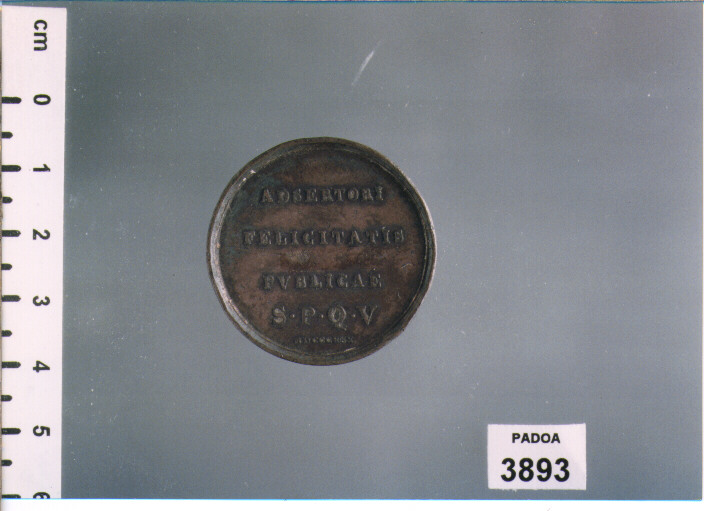 cm
0
1
2
3
4
5
6
ADSERTORI
FELICITATIS
PVBLICAE
S·P·Q·V
PADOA
3893